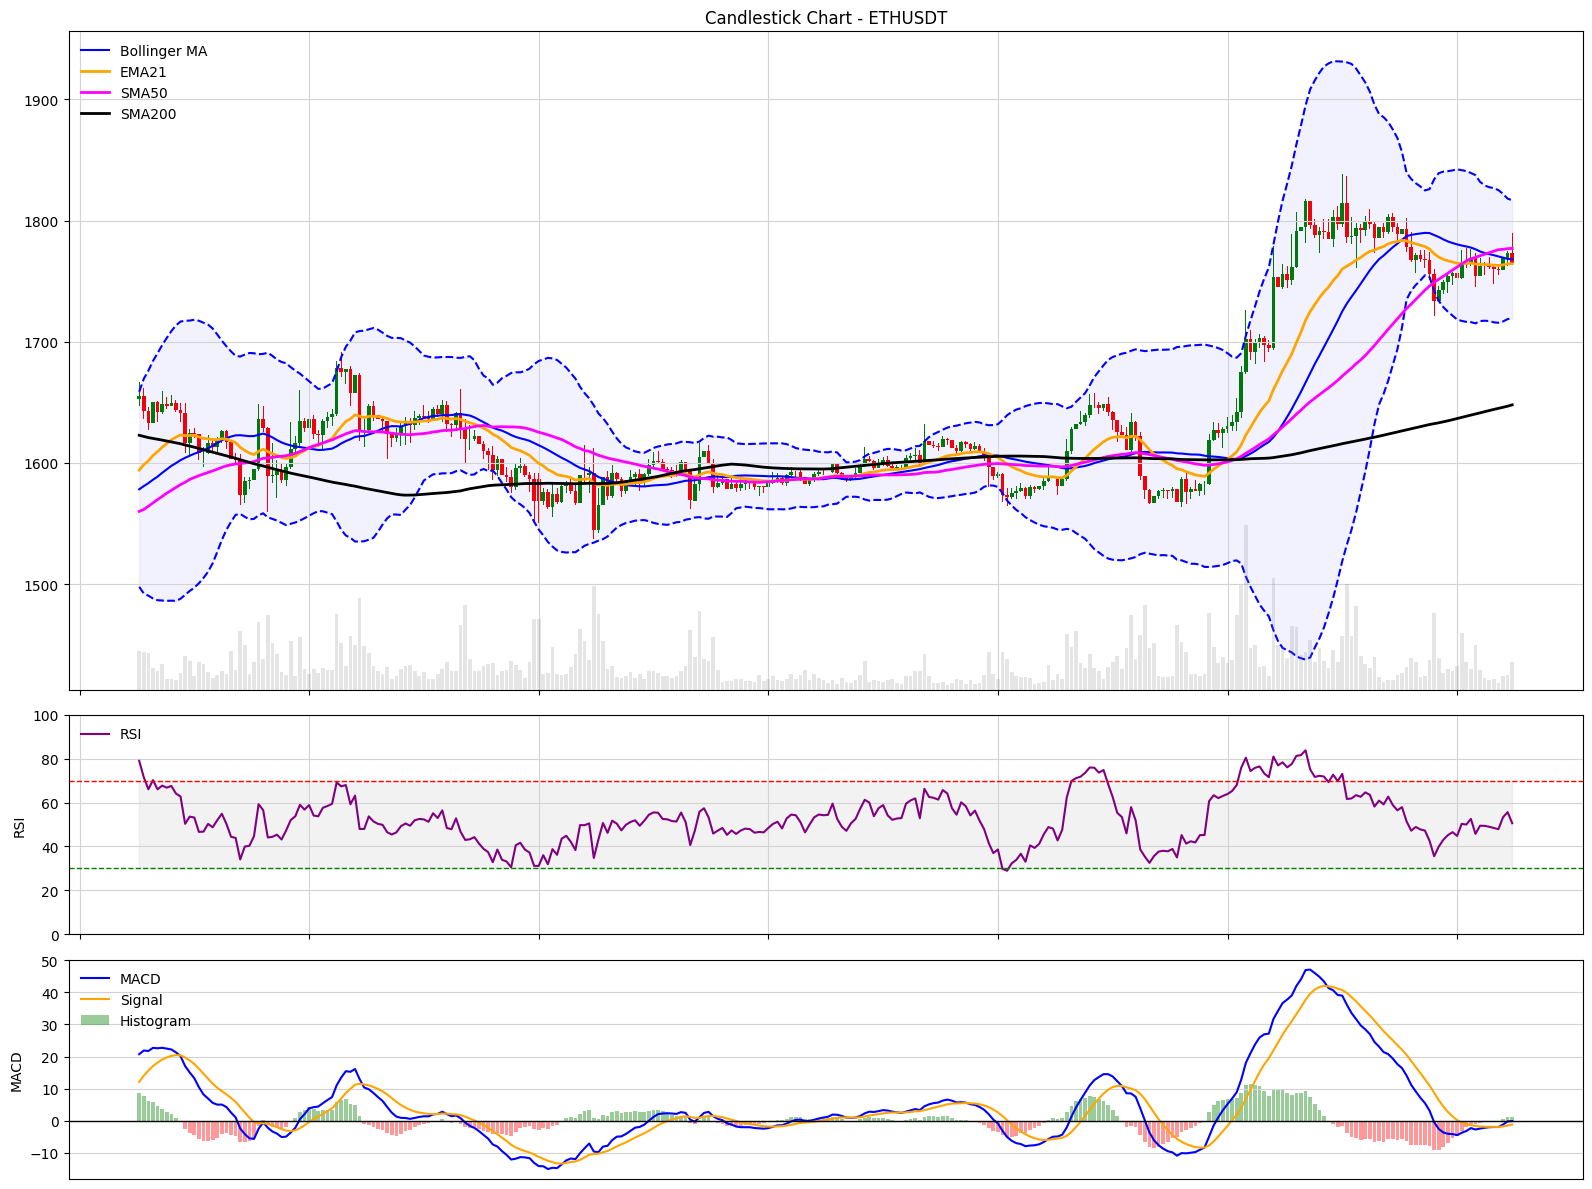 Candlestick Chart - ETHUSDT
Bollinger MA
EMA21
SMA50
SMA200
1900
1800
1700
1600
1500
100
RSI
80
60
RSI
40
20
0
50
MACD
40
Signal
30
Histogram
20
MACD
10
0
−10